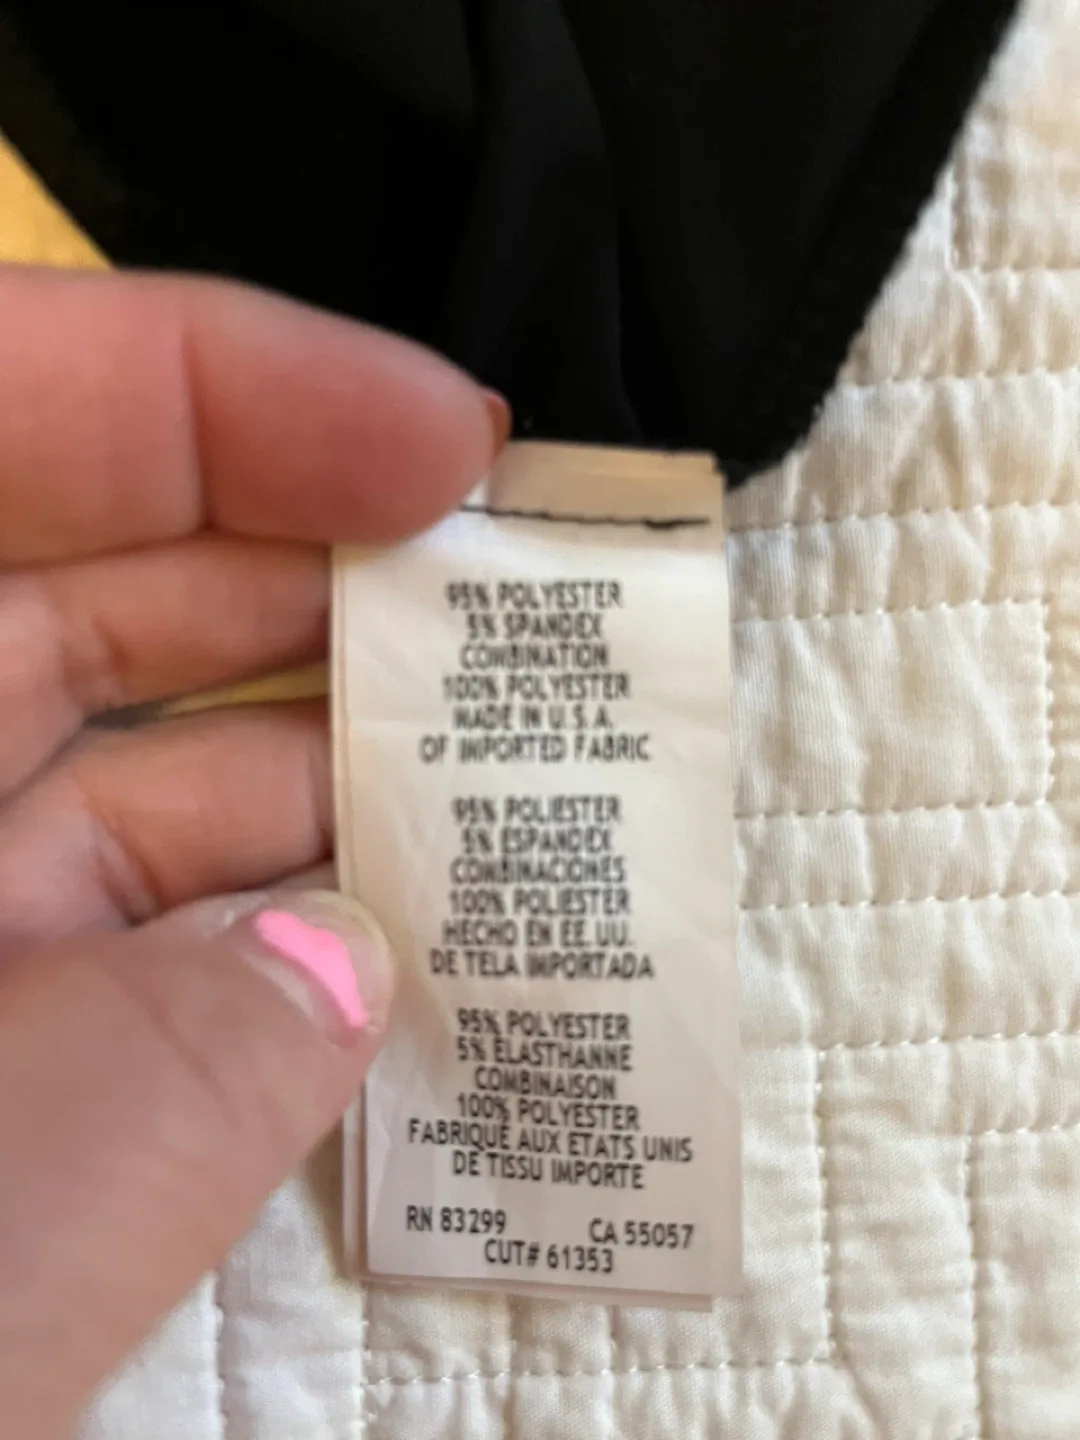 95% POLYESTER
5% SPANDEX
COMBINATION
100% POLYESTER
MADE IN U.S.A.
OF IMPORTED FABRIC
95% POLIESTER
5% ESPANDEX
COMBINACIONES
100% POLIESTER
HECHO EN EE.UU.
DE TELA IMPORTADA
95% POLYESTER
5% ELASTHANNE
COMBINAISON
100% POLYESTER
FABRIQUÉ AUX ETATS UNIS
DE TISSU IMPORTE
RN 83299 CA 55057
CUT# 61353